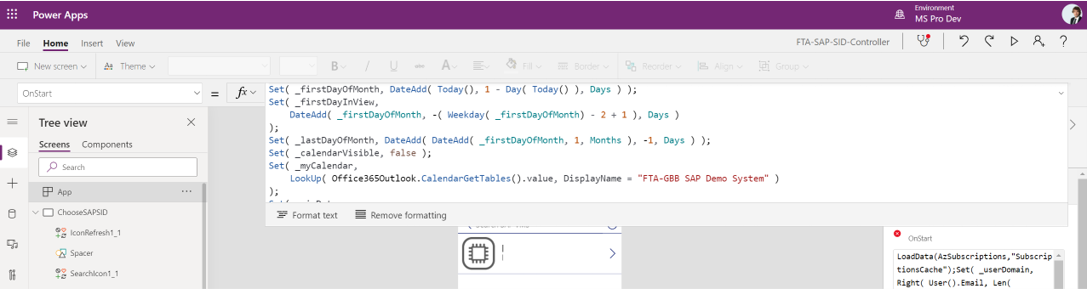 Power Apps
Environment
MS Pro Dev
File Home Insert View
FTA-SAP-SID-Controller
New screen Theme B I U A Fill Border Reorder Align Group
OnStart = fx
Set( _firstDayOfMonth, DateAdd( Today(), 1 - Day( Today() ), Days ) );
Set( _firstDayInView,
DateAdd( _firstDayOfMonth, -( Weekday( _firstDayOfMonth) - 2 + 1 ), Days )
);
Set( _lastDayOfMonth, DateAdd( DateAdd( _firstDayOfMonth, 1, Months ), -1, Days ) );
Set( _calendarVisible, false );
Set( _myCalendar,
LookUp( Office365Outlook.CalendarGetTables().value, DisplayName = "FTA-GBB SAP Demo System" )
);
Format text Remove formatting
Tree view
Screens Components
Search
App
ChooseSAPSID
IconRefresh1_1
Spacer
SearchIcon1_1
OnStart
LoadData(AzSubscriptions,"Subscrip
tionsCache");Set( _userDomain,
Right( User().Email, Len(